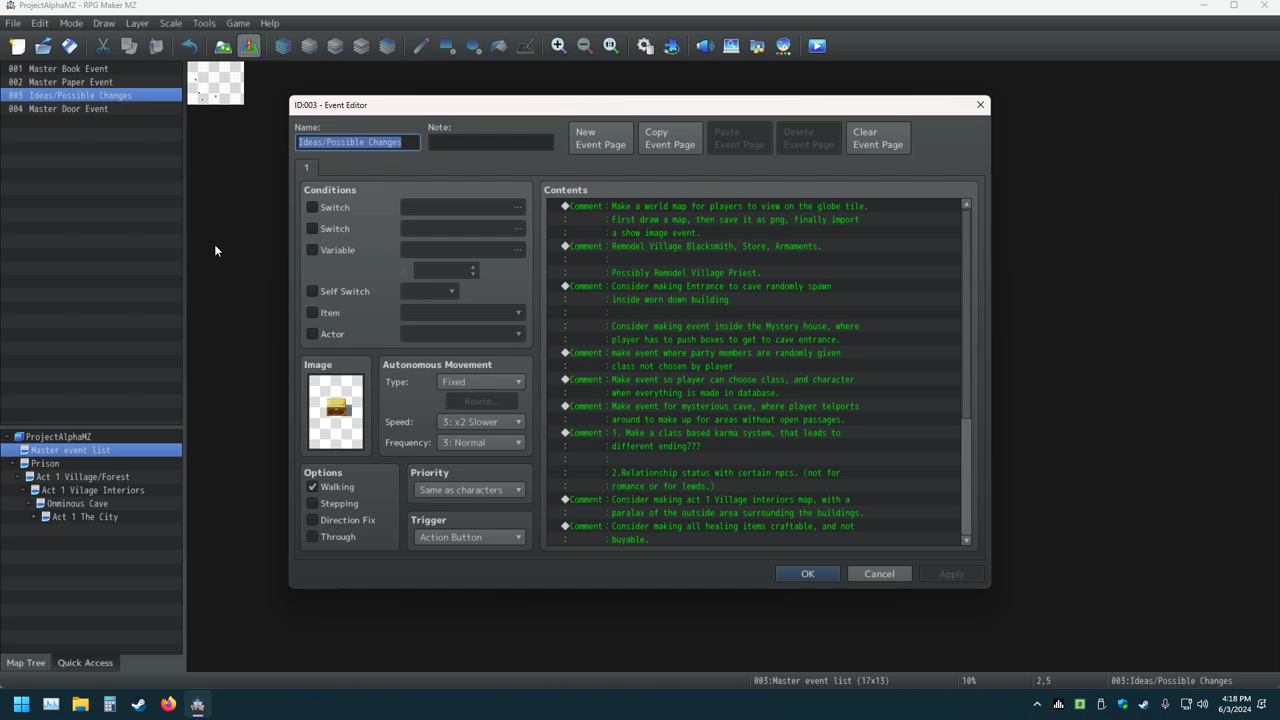 ProjectAlphaMZ - RPG Maker MZ
File Edit Mode Draw Layer Scale Tools Game Help
001 Master Book Event
002 Master Paper Event
003 Ideas/Possible Changes
004 Master Door Event
ID:003 - Event Editor
Name: Note:
Ideas/Possible Changes
New Event Page
Copy Event Page
Paste Event Page
Delete Event Page
Clear Event Page
1
Conditions
Switch ...
Switch ...
Variable ...
≥
Self Switch
Item
Actor
Image
Autonomous Movement
Type: Fixed
Route...
Speed: 3: x2 Slower
Frequency: 3: Normal
Options
Walking
Stepping
Direction Fix
Through
Priority
Same as characters
Trigger
Action Button
Contents
◆Comment : Make a world map for players to view on the globe tile.
: : First draw a map, then save it as png, finally import
: : a show image event.
◆Comment : Remodel Village Blacksmith, Store, Armaments.
: :
: : Possibly Remodel Village Priest.
◆Comment : Consider making Entrance to cave randomly spawn
: : inside worn down building
: :
: : Consider making event inside the Mystery house, where
: : player has to push boxes to get to cave entrance.
◆Comment : make event where party members are randomly given
: : class not chosen by player
◆Comment : Make event so player can choose class, and character
: : when everything is made in database.
◆Comment : Make event for mysterious cave, where player telports
: : around to make up for areas without open passages.
◆Comment : 1. Make a class based karma system, that leads to
: : different ending???
: :
: : 2.Relationship status with certain npcs. (not for
: : romance or for lewds.)
◆Comment : Consider making act 1 Village interiors map, with a
: : paralax of the outside area surrounding the buildings.
◆Comment : Consider making all healing items craftable, and not
: : buyable.
OK Cancel Apply
ProjectAlphaMZ
Master event list
Prison
Act 1 Village/Forest
Act 1 Vilage Interiors
Onminous Cave
Act 1 The City
Map Tree Quick Access
003:Master event list (17x13) 10% 2,5 003:Ideas/Possible Changes
4:18 PM
6/3/2024